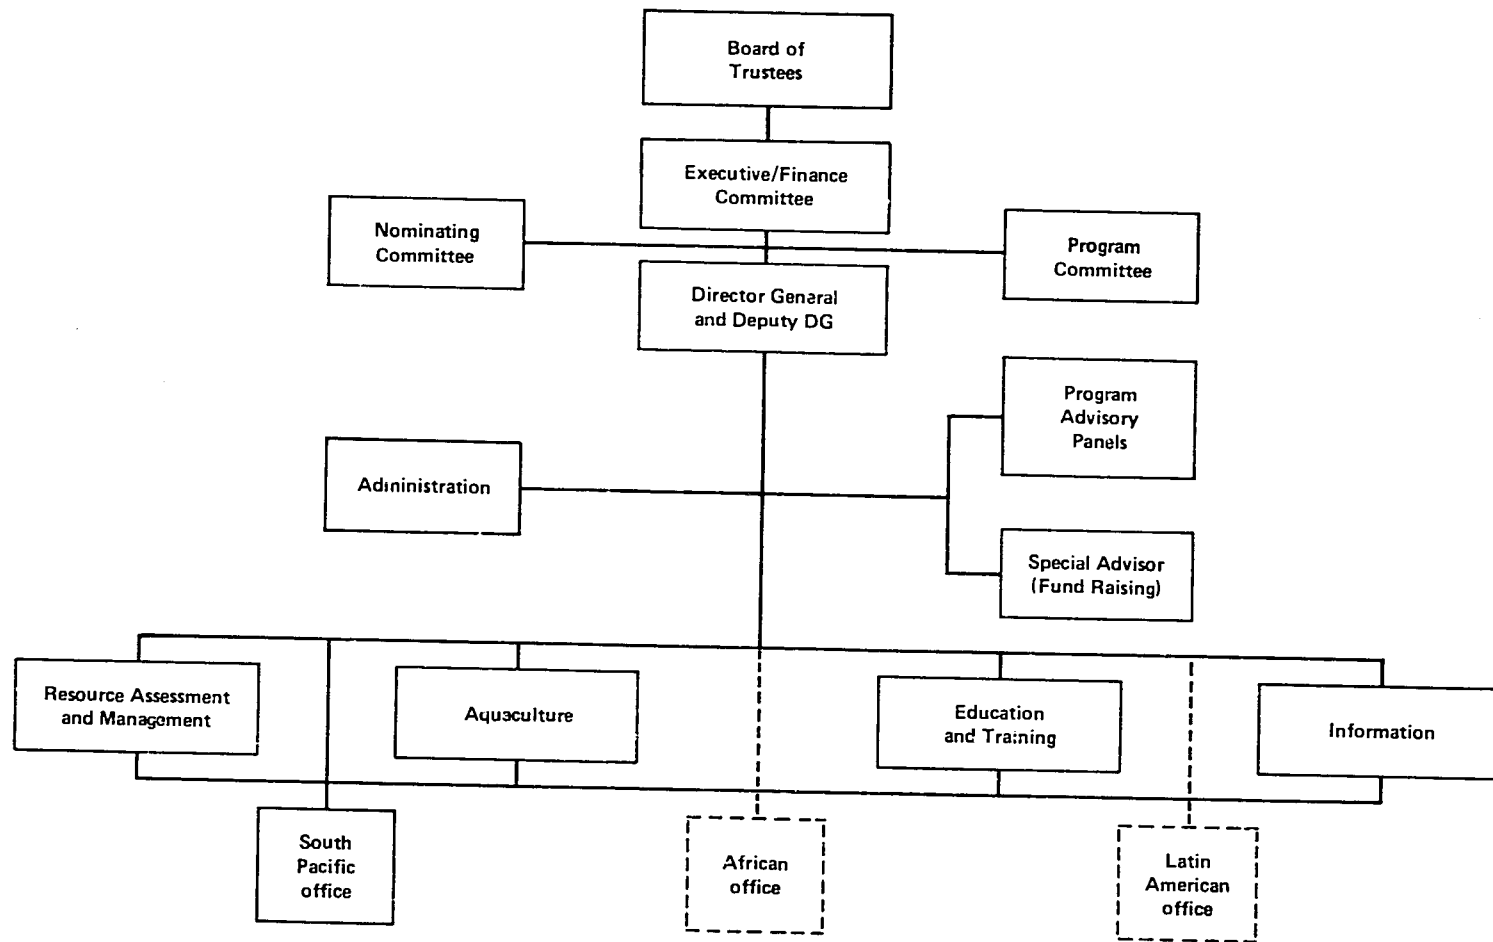 Board of
Trustees
Executive/Finance
Committee
Nominating
Committee
Program
Committee
Director General
and Deputy DG
Program
Advisory
Panels
Administration
Special Advisor
(Fund Raising)
Resource Assessment
and Management
Aquaculture
Education
and Training
Information
South
Pacific
office
African
office
Latin
American
office